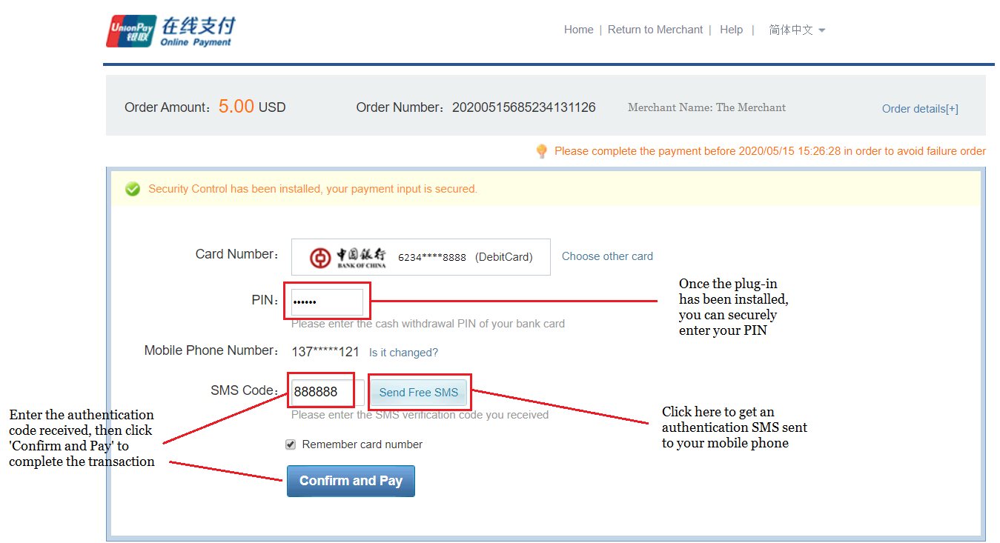 UnionPay 银联 在线支付
Online Payment
Home | Return to Merchant | Help | 简体中文
Order Amount：5.00 USD Order Number：20200515685234131126 Merchant Name: The Merchant Order details[+]
Please complete the payment before 2020/05/15 15:26:28 in order to avoid failure order
Security Control has been installed, your payment input is secured.
Card Number： 中国银行 BANK OF CHINA 6234****8888 (DebitCard) Choose other card
PIN： ••••••
Please enter the cash withdrawal PIN of your bank card
Once the plug-in
has been installed,
you can securely
enter your PIN
Mobile Phone Number： 137*****121 Is it changed?
SMS Code： 888888 Send Free SMS
Please enter the SMS verification code you received
Click here to get an
authentication SMS sent
to your mobile phone
Enter the authentication
code received, then click
'Confirm and Pay' to
complete the transaction
Remember card number
Confirm and Pay